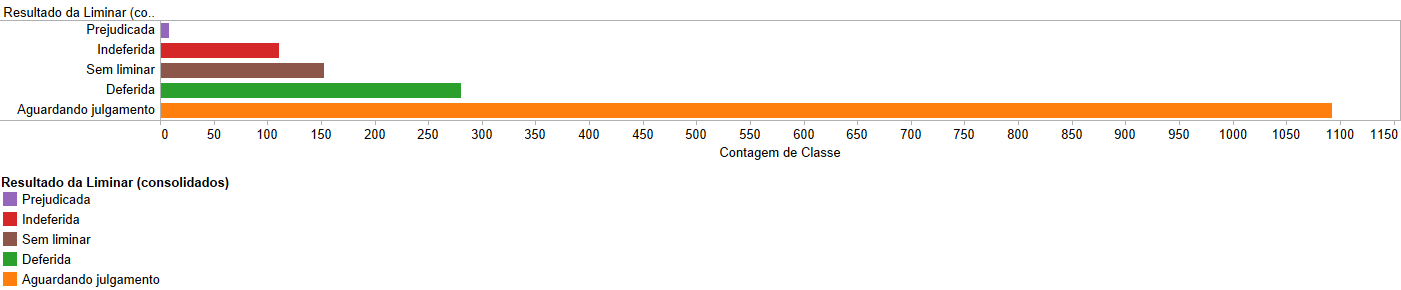 Resultado da Liminar (co..
Prejudicada
Indeferida
Sem liminar
Deferida
Aguardando julgamento
0 50 100 150 200 250 300 350 400 450 500 550 600 650 700 750 800 850 900 950 1000 1050 1100 1150
Contagem de Classe
Resultado da Liminar (consolidados)
Prejudicada
Indeferida
Sem liminar
Deferida
Aguardando julgamento